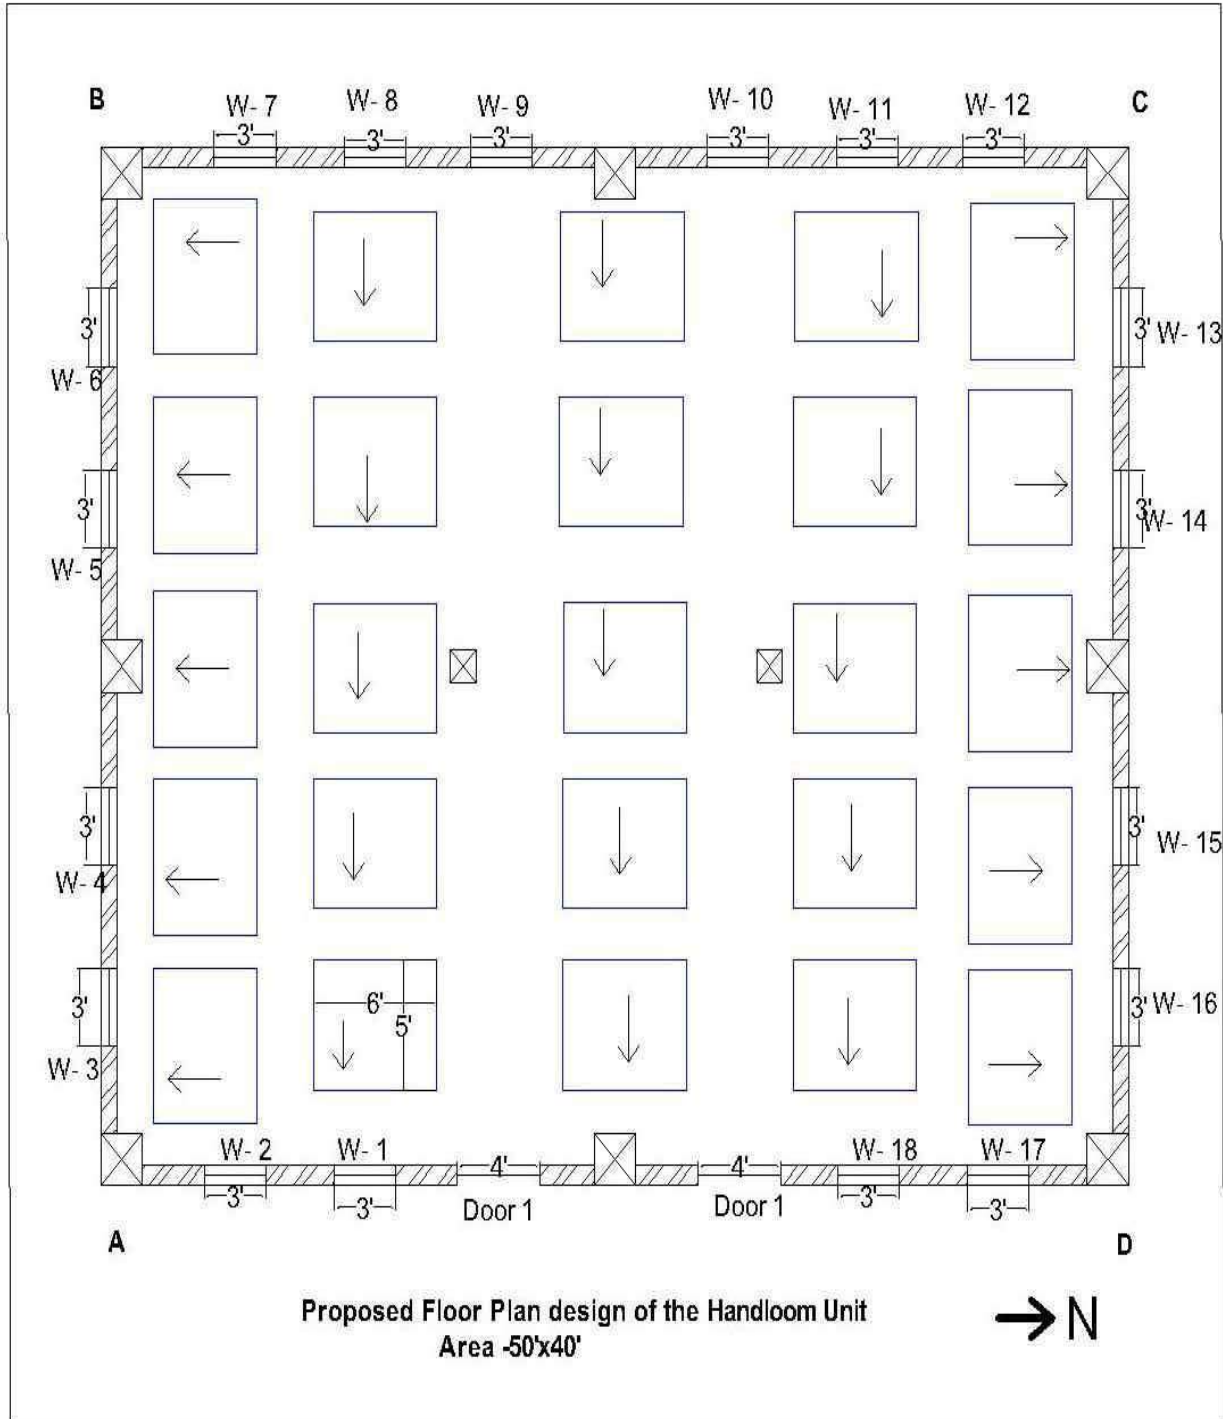 B
C
W- 7
W- 8
W- 9
W- 10
W- 11
W- 12
3'
3'
3'
3'
3'
3'
3'
W- 6
3'
W- 13
3'
W- 5
3'
W- 14
3'
W- 4
3'
W- 15
3'
W- 3
6'
5'
3'
W- 16
W- 2
W- 1
W- 18
W- 17
4'
4'
3'
3'
3'
3'
Door 1
Door 1
A
D
Proposed Floor Plan design of the Handloom Unit
Area -50'x40'
N